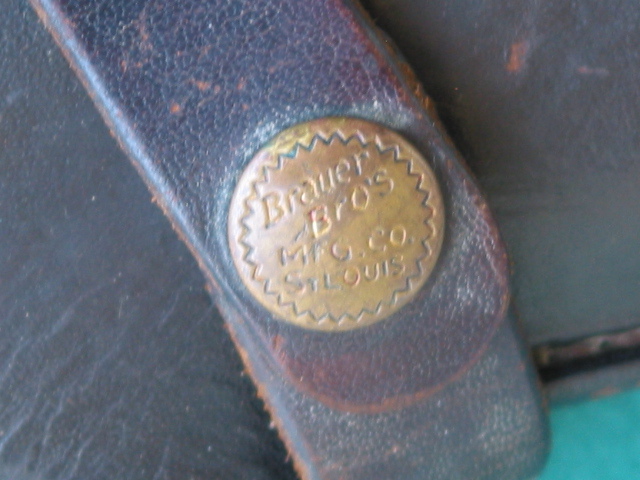 Brauer
Bros
MFG. CO.
ST LOUIS